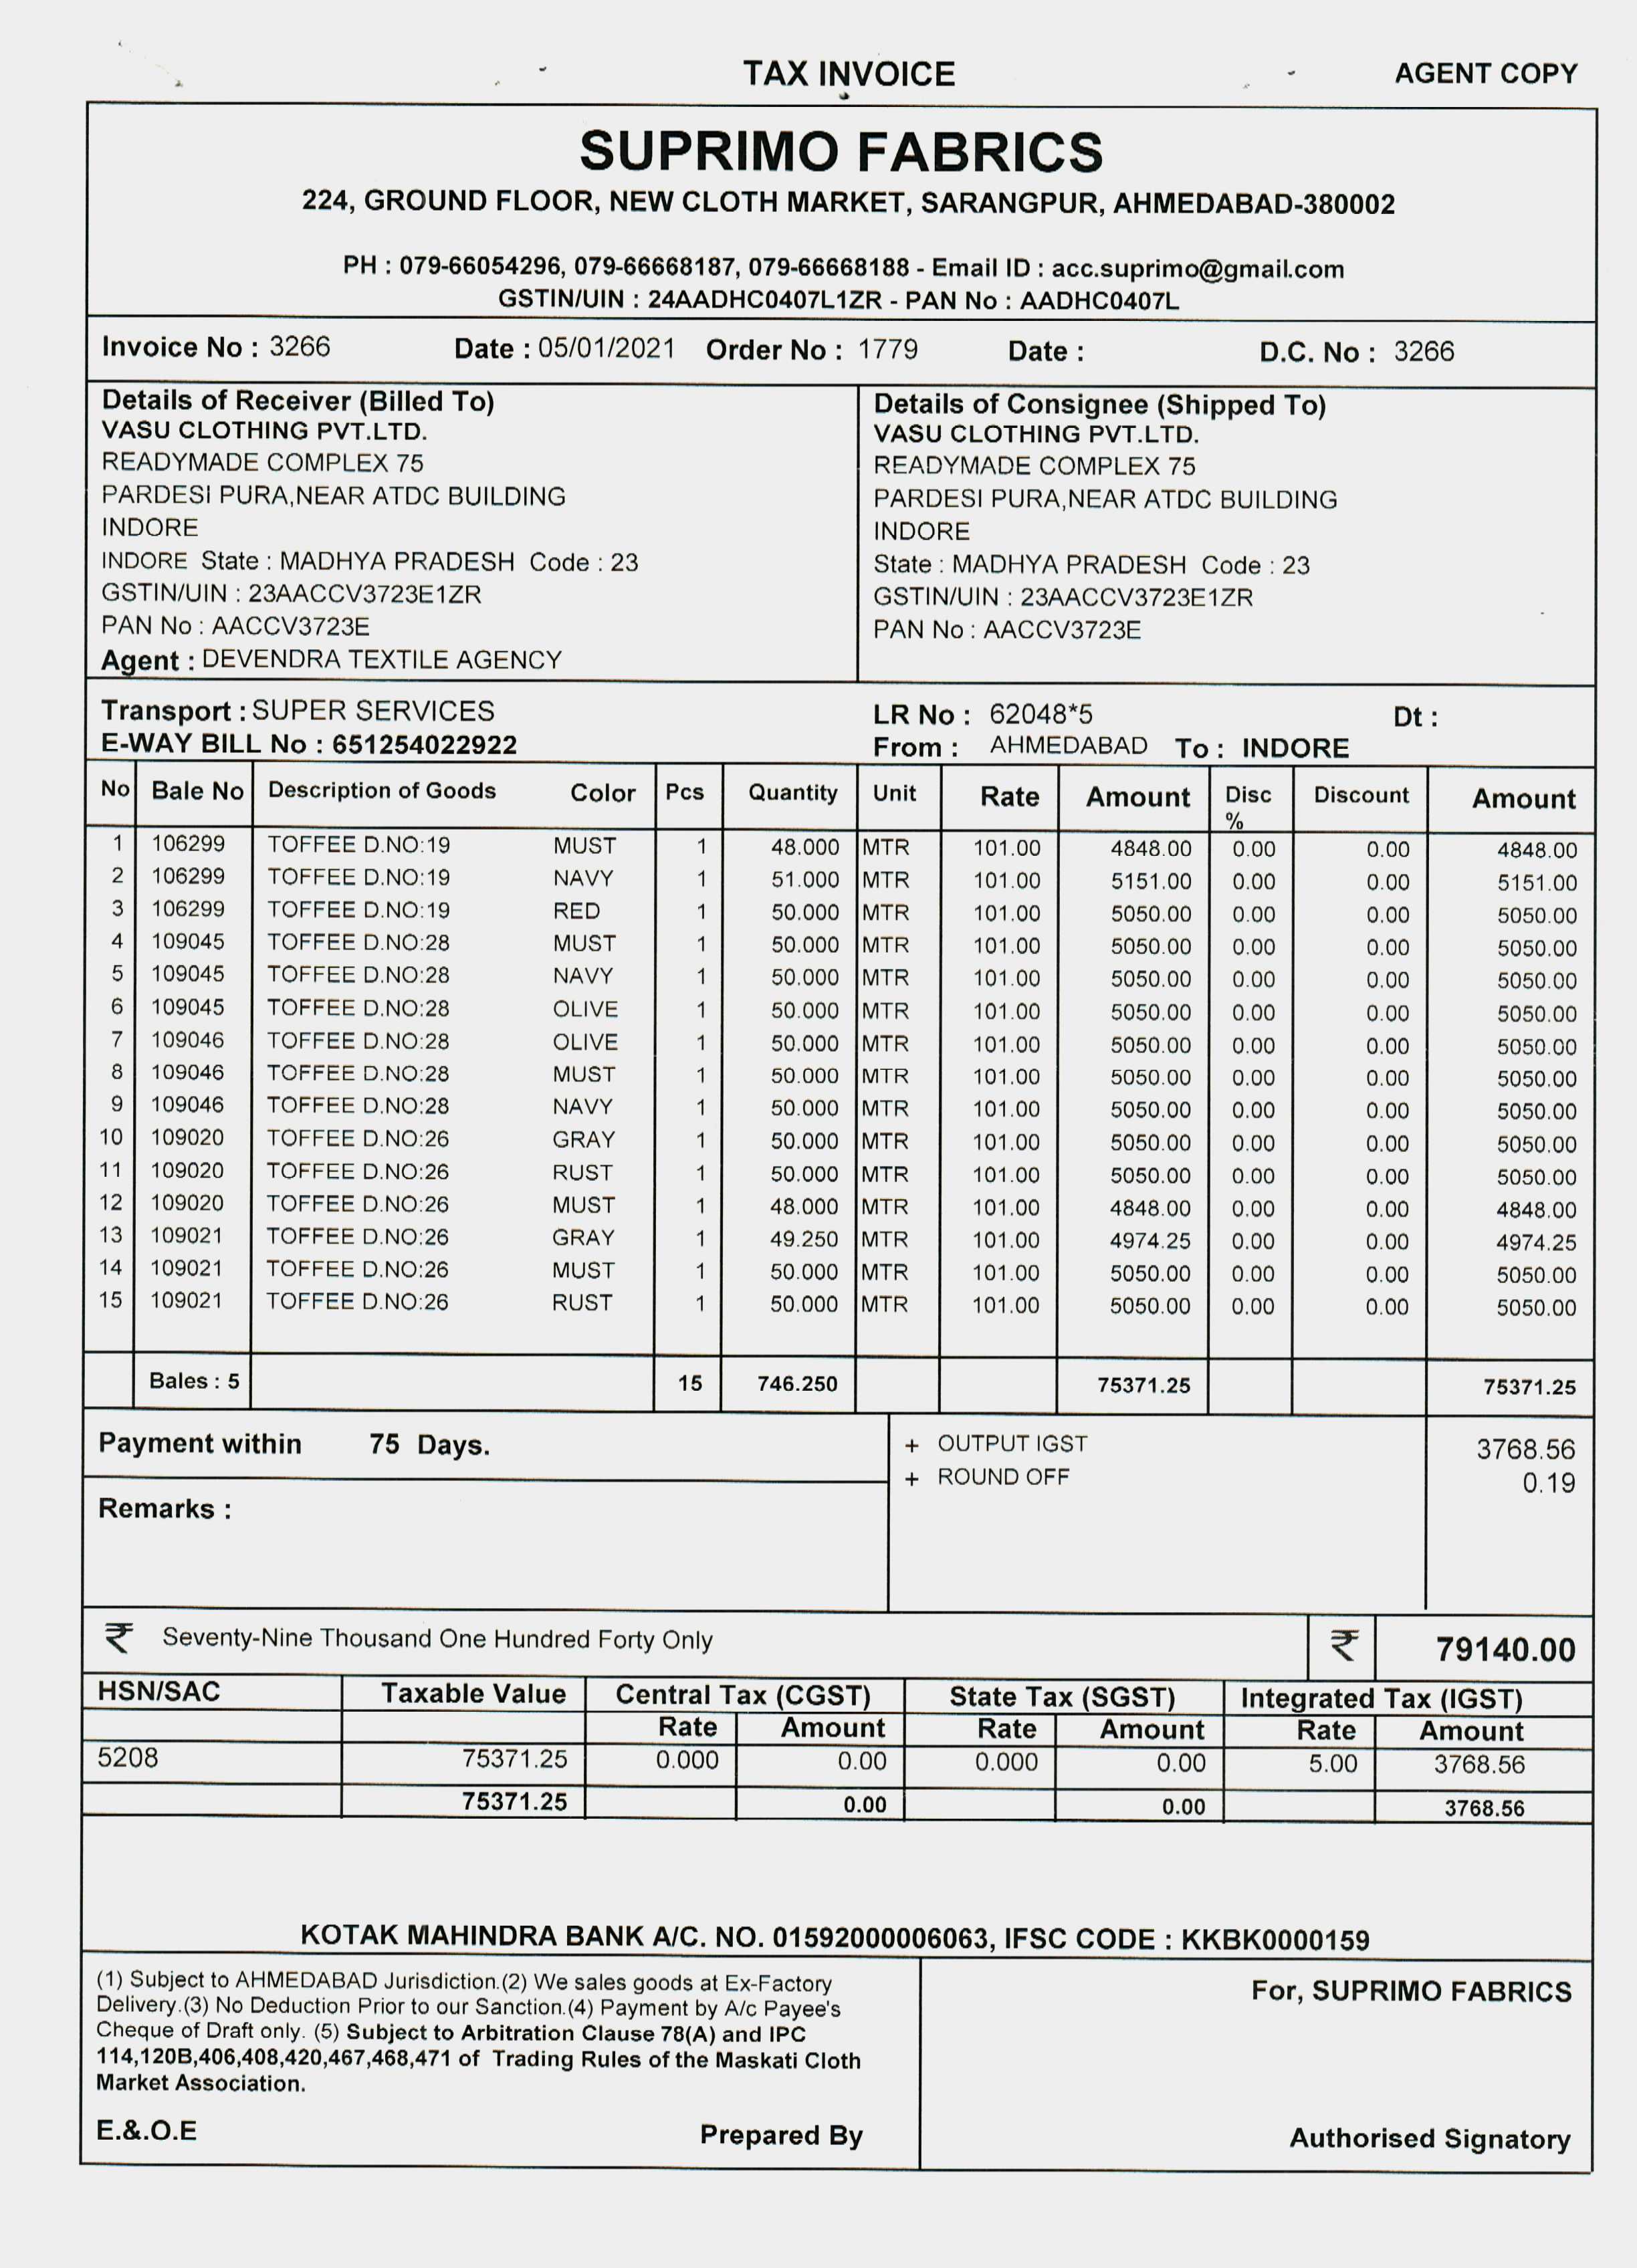 TAX INVOICE AGENT COPY
SUPRIMO FABRICS
224, GROUND FLOOR, NEW CLOTH MARKET, SARANGPUR, AHMEDABAD-380002
PH : 079-66054296, 079-66668187, 079-66668188 - Email ID : acc.suprimo@gmail.com
GSTIN/UIN : 24AADHC0407L1ZR - PAN No : AADHC0407L
Invoice No : 3266 Date : 05/01/2021 Order No : 1779 Date : D.C. No : 3266
Details of Receiver (Billed To)
VASU CLOTHING PVT.LTD.
READYMADE COMPLEX 75
PARDESI PURA,NEAR ATDC BUILDING
INDORE
INDORE State : MADHYA PRADESH Code : 23
GSTIN/UIN : 23AACCV3723E1ZR
PAN No : AACCV3723E
Agent : DEVENDRA TEXTILE AGENCY
Details of Consignee (Shipped To)
VASU CLOTHING PVT.LTD.
READYMADE COMPLEX 75
PARDESI PURA,NEAR ATDC BUILDING
INDORE
State : MADHYA PRADESH Code : 23
GSTIN/UIN : 23AACCV3723E1ZR
PAN No : AACCV3723E
Transport : SUPER SERVICES LR No : 62048*5 Dt :
E-WAY BILL No : 651254022922 From : AHMEDABAD To : INDORE
No Bale No Description of Goods Color Pcs Quantity Unit Rate Amount Disc % Discount Amount
1 106299 TOFFEE D.NO:19 MUST 1 48.000 MTR 101.00 4848.00 0.00 0.00 4848.00
2 106299 TOFFEE D.NO:19 NAVY 1 51.000 MTR 101.00 5151.00 0.00 0.00 5151.00
3 106299 TOFFEE D.NO:19 RED 1 50.000 MTR 101.00 5050.00 0.00 0.00 5050.00
4 109045 TOFFEE D.NO:28 MUST 1 50.000 MTR 101.00 5050.00 0.00 0.00 5050.00
5 109045 TOFFEE D.NO:28 NAVY 1 50.000 MTR 101.00 5050.00 0.00 0.00 5050.00
6 109045 TOFFEE D.NO:28 OLIVE 1 50.000 MTR 101.00 5050.00 0.00 0.00 5050.00
7 109046 TOFFEE D.NO:28 OLIVE 1 50.000 MTR 101.00 5050.00 0.00 0.00 5050.00
8 109046 TOFFEE D.NO:28 MUST 1 50.000 MTR 101.00 5050.00 0.00 0.00 5050.00
9 109046 TOFFEE D.NO:28 NAVY 1 50.000 MTR 101.00 5050.00 0.00 0.00 5050.00
10 109020 TOFFEE D.NO:26 GRAY 1 50.000 MTR 101.00 5050.00 0.00 0.00 5050.00
11 109020 TOFFEE D.NO:26 RUST 1 50.000 MTR 101.00 5050.00 0.00 0.00 5050.00
12 109020 TOFFEE D.NO:26 MUST 1 48.000 MTR 101.00 4848.00 0.00 0.00 4848.00
13 109021 TOFFEE D.NO:26 GRAY 1 49.250 MTR 101.00 4974.25 0.00 0.00 4974.25
14 109021 TOFFEE D.NO:26 MUST 1 50.000 MTR 101.00 5050.00 0.00 0.00 5050.00
15 109021 TOFFEE D.NO:26 RUST 1 50.000 MTR 101.00 5050.00 0.00 0.00 5050.00
Bales : 5 15 746.250 75371.25 75371.25
Payment within 75 Days.
Remarks :
+ OUTPUT IGST 3768.56
+ ROUND OFF 0.19
₹ Seventy-Nine Thousand One Hundred Forty Only ₹ 79140.00
HSN/SAC Taxable Value Central Tax (CGST) State Tax (SGST) Integrated Tax (IGST)
Rate Amount Rate Amount Rate Amount
5208 75371.25 0.000 0.00 0.000 0.00 5.00 3768.56
75371.25 0.00 0.00 3768.56
KOTAK MAHINDRA BANK A/C. NO. 01592000006063, IFSC CODE : KKBK0000159
(1) Subject to AHMEDABAD Jurisdiction.(2) We sales goods at Ex-Factory
Delivery.(3) No Deduction Prior to our Sanction.(4) Payment by A/c Payee's
Cheque of Draft only. (5) Subject to Arbitration Clause 78(A) and IPC
114,120B,406,408,420,467,468,471 of Trading Rules of the Maskati Cloth
Market Association.
E.&.O.E Prepared By
For, SUPRIMO FABRICS
Authorised Signatory